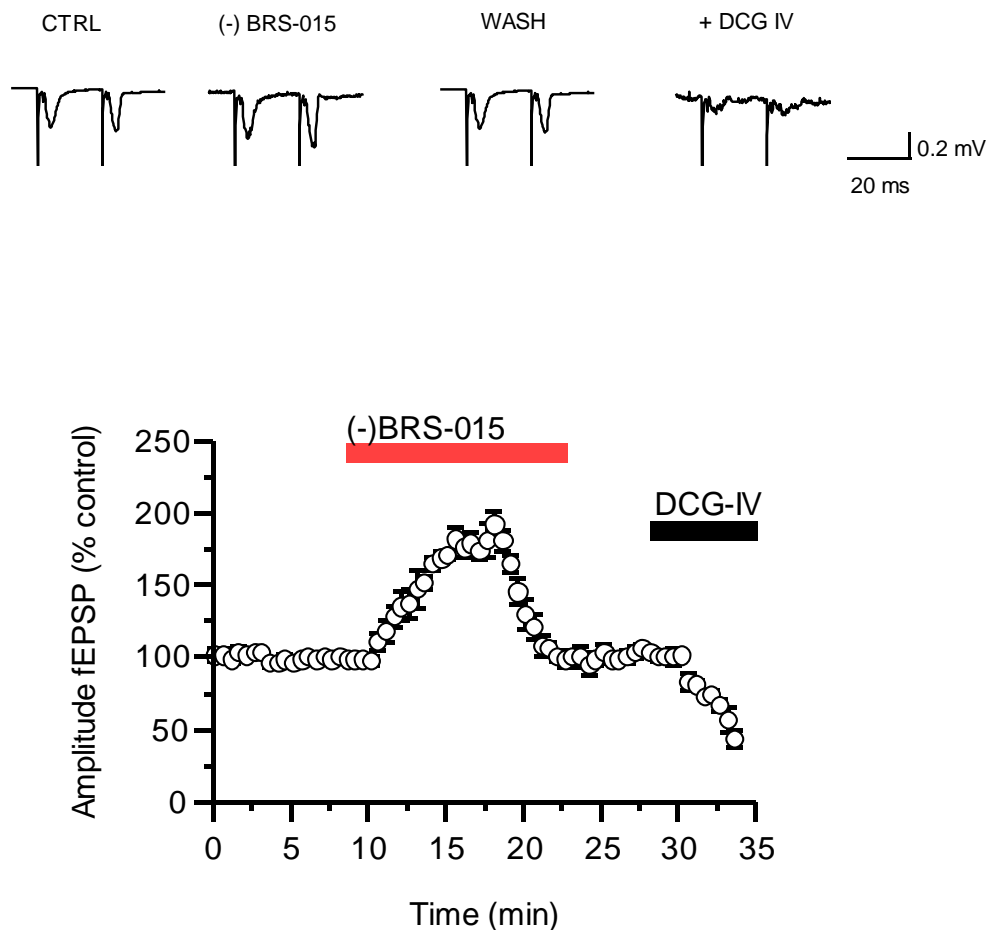 CTRL (-) BRS-015 WASH + DCG IV
0.2 mV
20 ms
(-)BRS-015
DCG-IV
Amplitude fEPSP (% control)
250
200
150
100
50
0
0 5 10 15 20 25 30 35
Time (min)